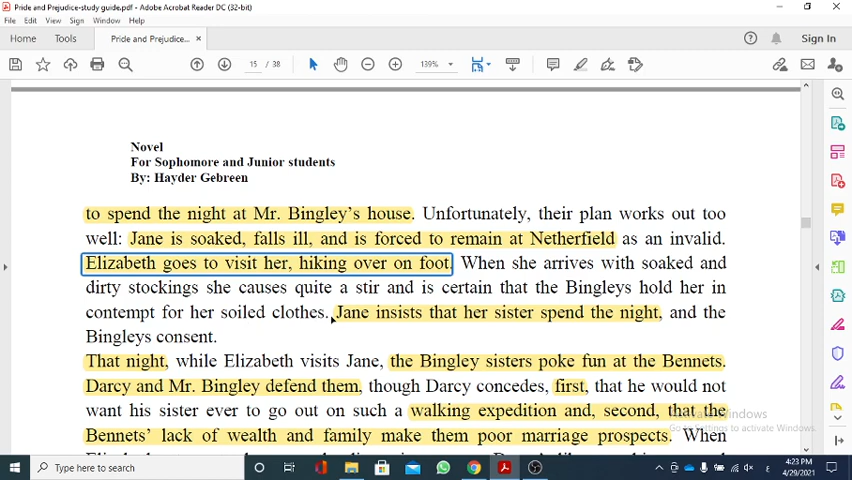 Pride and Prejudice-study guide.pdf - Adobe Acrobat Reader DC (32-bit)
File Edit View Sign Window Help
Home Tools Pride and Prejudice... × Sign In
15 / 38 139%
Novel
For Sophomore and Junior students
By: Hayder Gebreen
to spend the night at Mr. Bingley's house. Unfortunately, their plan works out too
well: Jane is soaked, falls ill, and is forced to remain at Netherfield as an invalid.
Elizabeth goes to visit her, hiking over on foot. When she arrives with soaked and
dirty stockings she causes quite a stir and is certain that the Bingleys hold her in
contempt for her soiled clothes. Jane insists that her sister spend the night, and the
Bingleys consent.
That night, while Elizabeth visits Jane, the Bingley sisters poke fun at the Bennets.
Darcy and Mr. Bingley defend them, though Darcy concedes, first, that he would not
want his sister ever to go out on such a walking expedition and, second, that the
Bennets' lack of wealth and family make them poor marriage prospects. When
Activate Windows
Go to Settings to activate Windows.
Type here to search
4:23 PM
4/29/2021